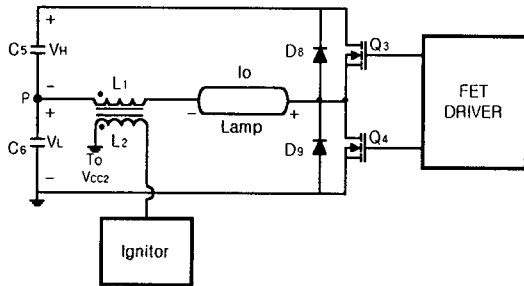 +
C5 VH
D8
Q3
L1
Io
P
−
+
− +
Lamp
FET
DRIVER
C6 VL
L2
To
VCC2
D9
Q4
−
Ignitor